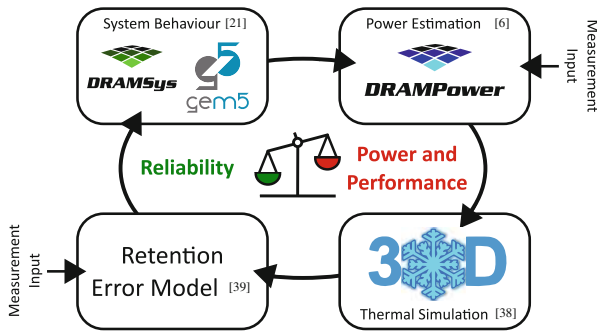 System Behaviour [21]
DRAMSys
gem5
Power Estimation [6]
DRAMPower
Measurement
Input
Reliability
Power and
Performance
Measurement
Input
Retention
Error Model [39]
3D
Thermal Simulation [38]